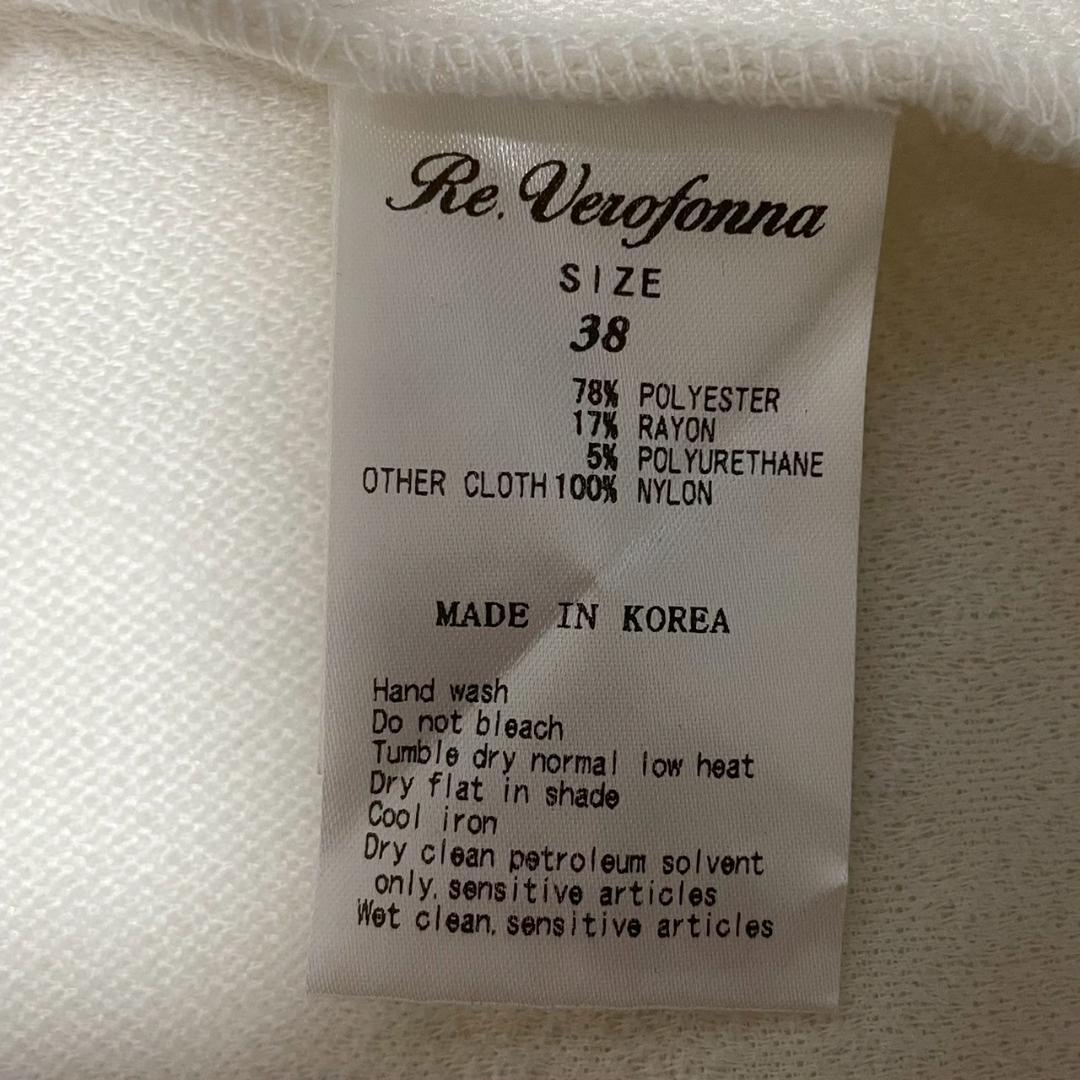 Re. Verofonna
SIZE
38
78% POLYESTER
17% RAYON
5% POLYURETHANE
OTHER CLOTH 100% NYLON
MADE IN KOREA
Hand wash
Do not bleach
Tumble dry normal low heat
Dry flat in shade
Cool iron
Dry clean petroleum solvent
only, sensitive articles
Wet clean, sensitive articles